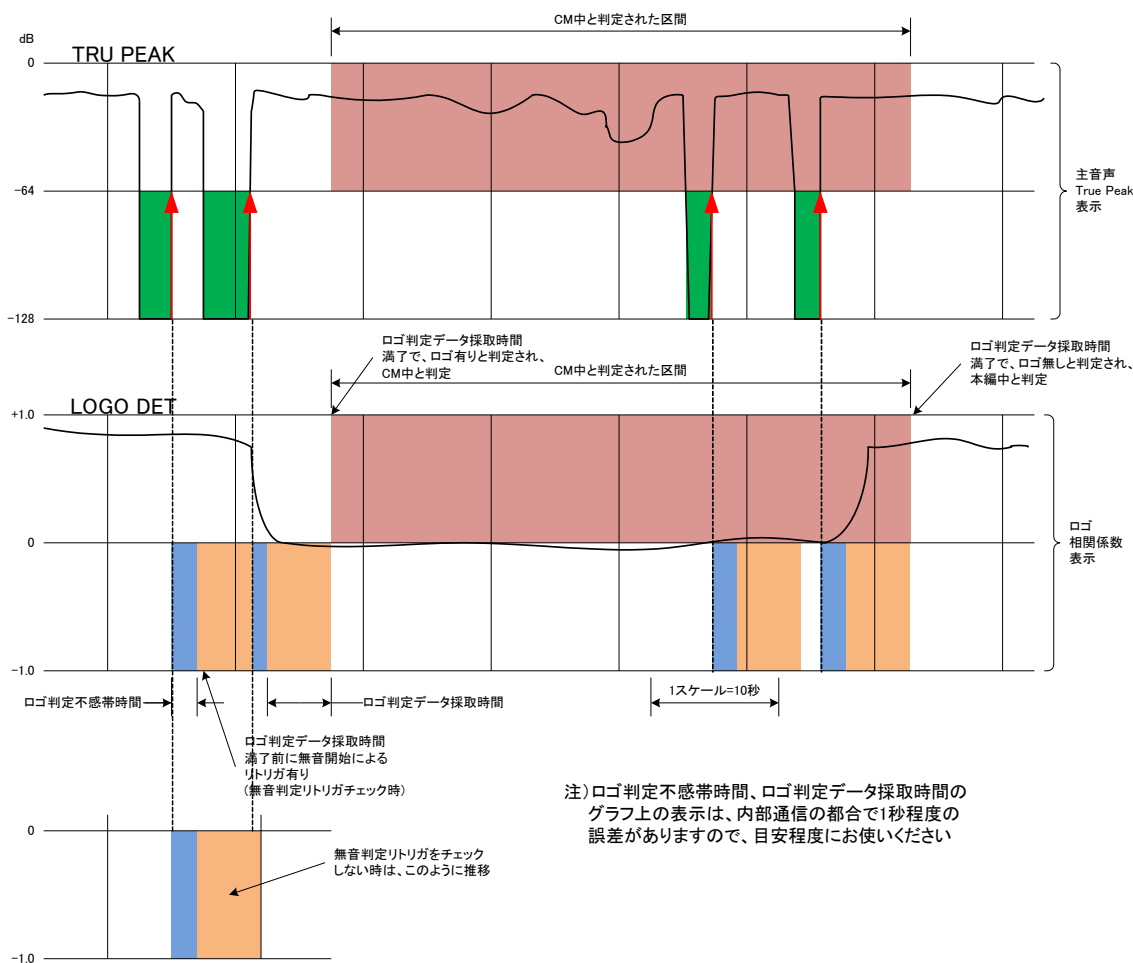 CM中と判定された区間
dB
TRU PEAK
0
-64
-128
主音声
True Peak
表示
ロゴ判定データ採取時間
満了で、ロゴ有りと判定され、
CM中と判定
CM中と判定された区間
ロゴ判定データ採取時間
満了で、ロゴ無しと判定され、
本編中と判定
LOGO DET
+1.0
0
-1.0
ロゴ
相関係数
表示
ロゴ判定不感帯時間
ロゴ判定データ採取時間
1スケール=10秒
ロゴ判定データ採取時間
満了前に無音開始による
リトリガ有り
(無音判定リトリガチェック時)
注)ロゴ判定不感帯時間、ロゴ判定データ採取時間の
グラフ上の表示は、内部通信の都合で1秒程度の
誤差がありますので、目安程度にお使いください
0
無音判定リトリガをチェック
しない時は、このように推移
-1.0